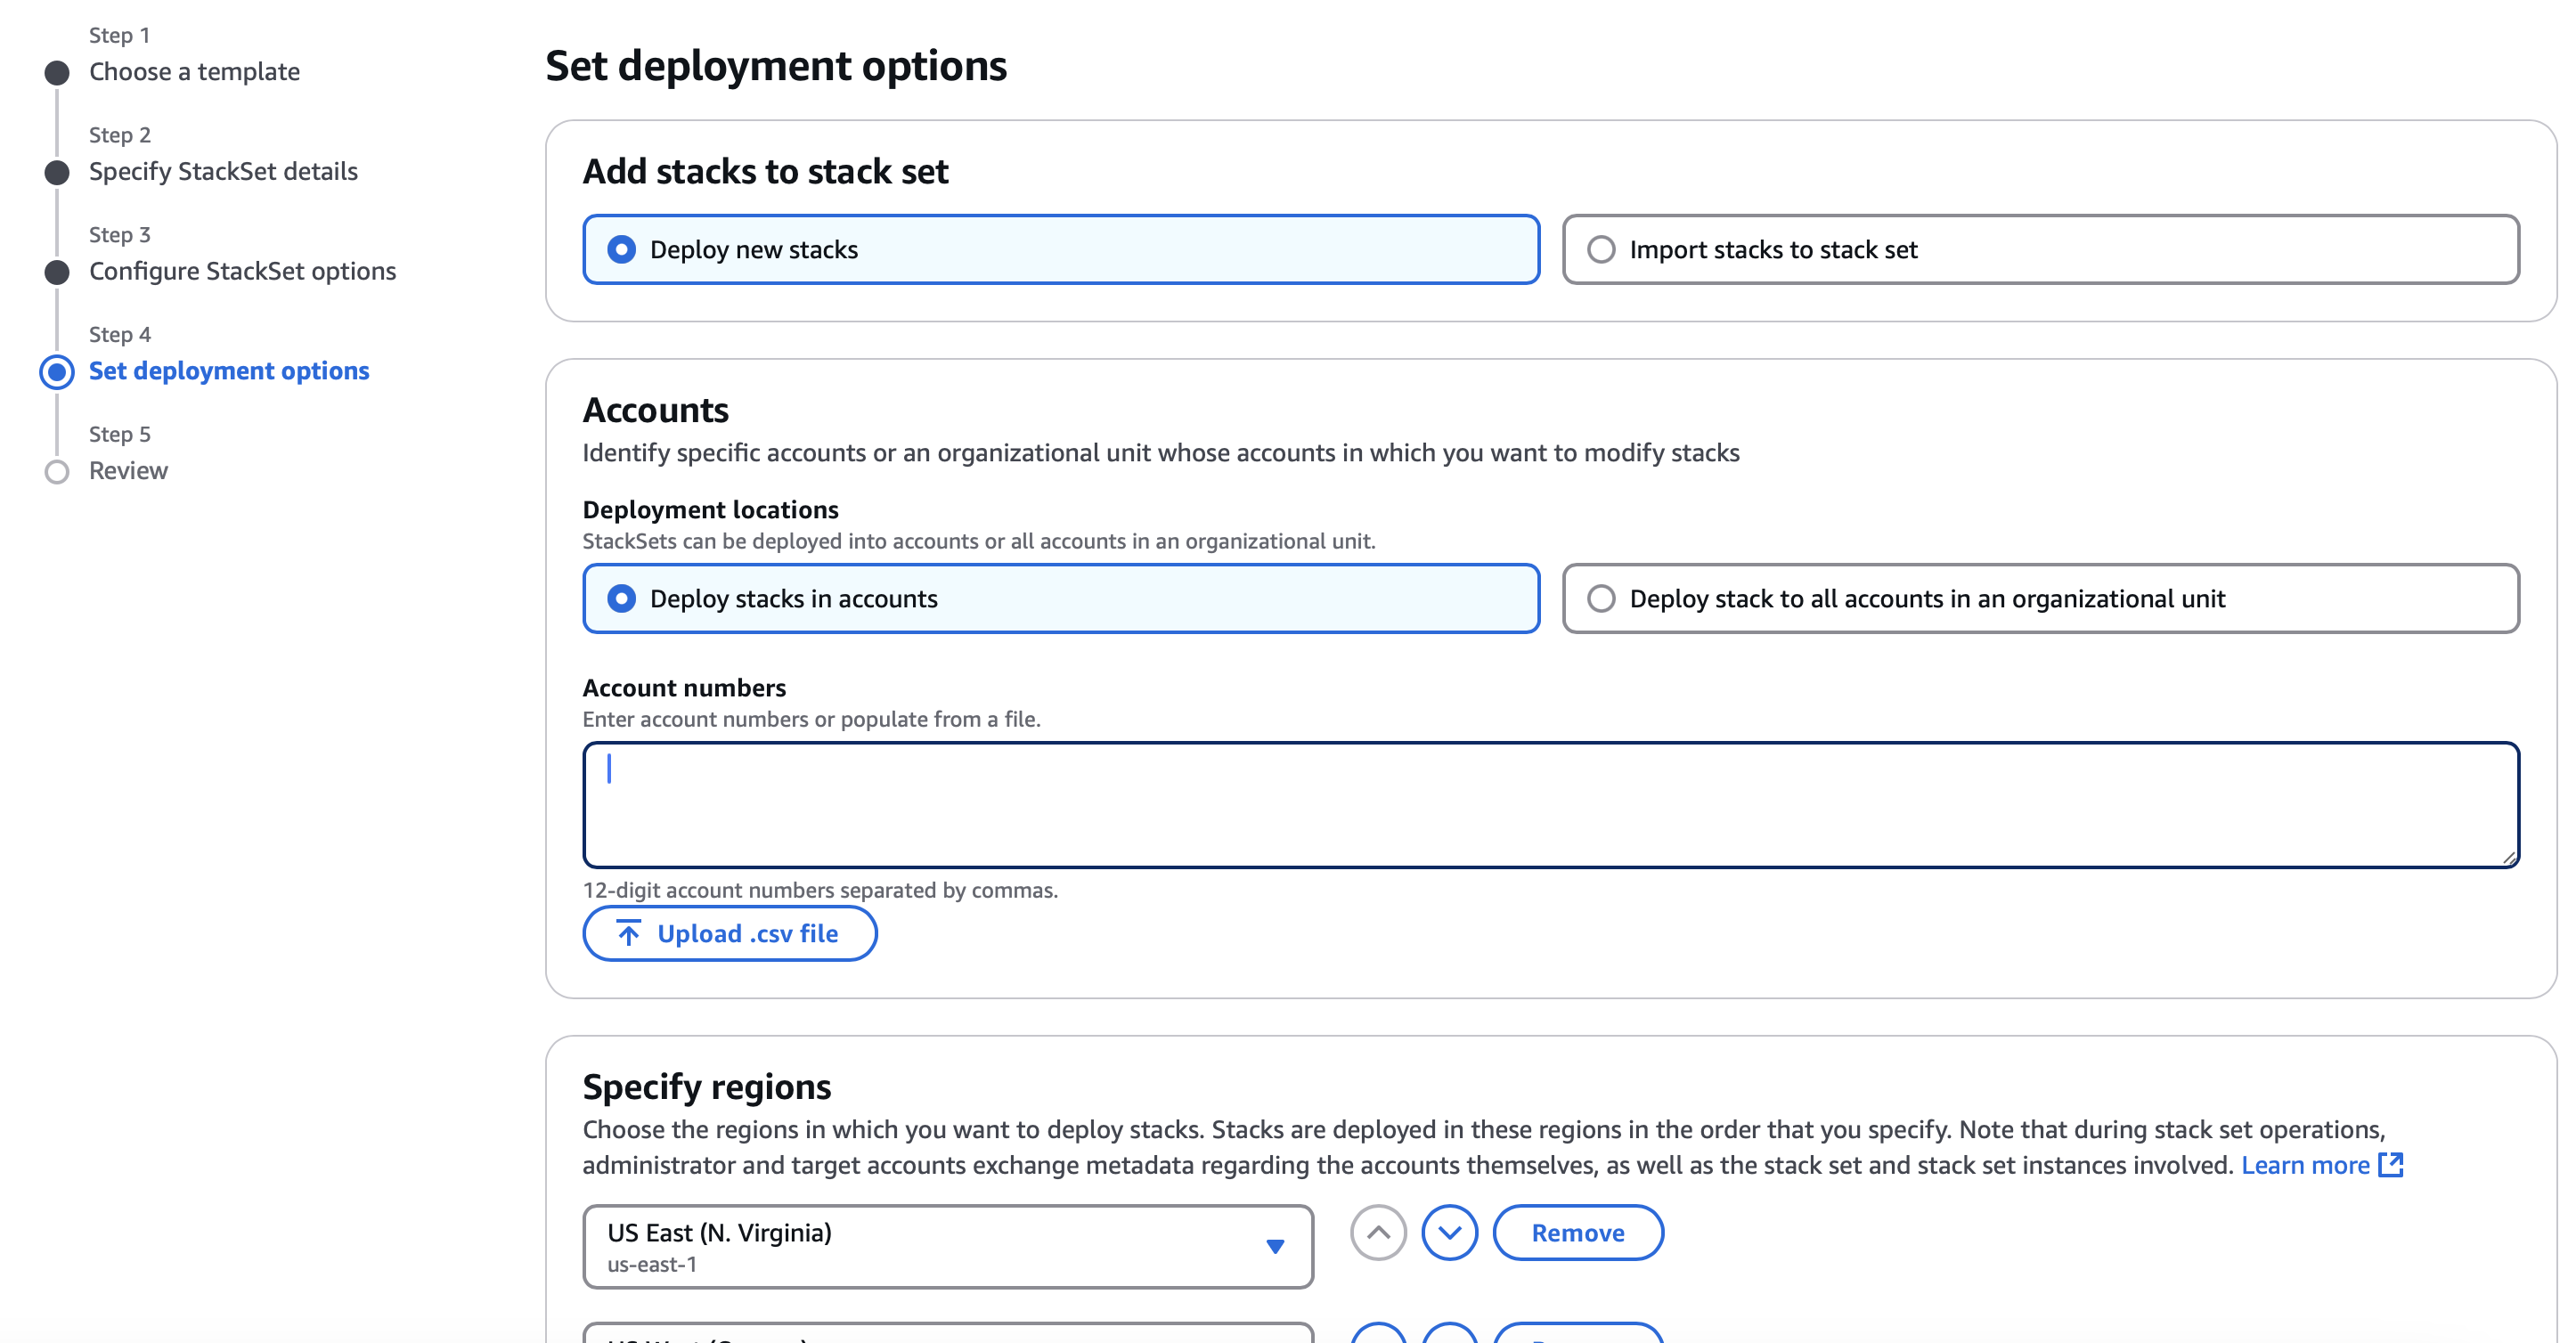 Step 1
Choose a template
Step 2
Specify StackSet details
Step 3
Configure StackSet options
Step 4
Set deployment options
Step 5
Review
Set deployment options
Add stacks to stack set
Deploy new stacks
Import stacks to stack set
Accounts
Identify specific accounts or an organizational unit whose accounts in which you want to modify stacks
Deployment locations
StackSets can be deployed into accounts or all accounts in an organizational unit.
Deploy stacks in accounts
Deploy stack to all accounts in an organizational unit
Account numbers
Enter account numbers or populate from a file.
12-digit account numbers separated by commas.
Upload .csv file
Specify regions
Choose the regions in which you want to deploy stacks. Stacks are deployed in these regions in the order that you specify. Note that during stack set operations,
administrator and target accounts exchange metadata regarding the accounts themselves, as well as the stack set and stack set instances involved. Learn more
US East (N. Virginia)
us-east-1
Remove